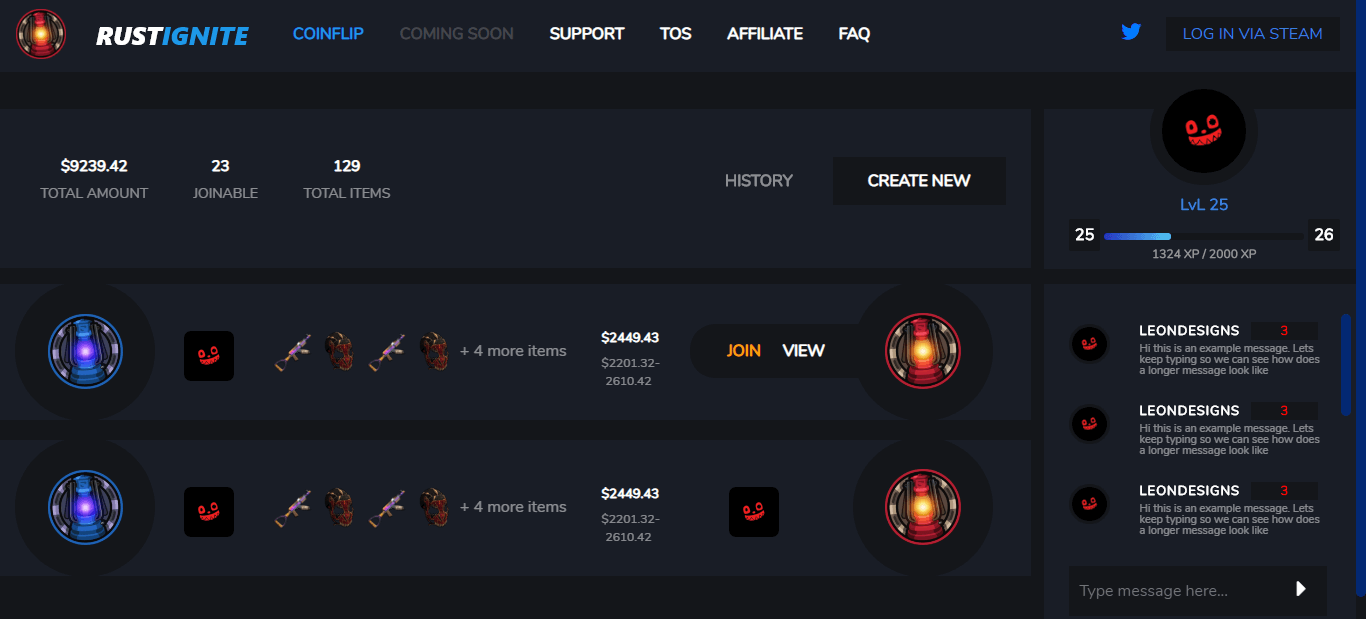 RUSTIGNITE COINFLIP COMING SOON SUPPORT TOS AFFILIATE FAQ LOG IN VIA STEAM
$9239.42 23 129
TOTAL AMOUNT JOINABLE TOTAL ITEMS
HISTORY CREATE NEW
LvL 25
25 26
1324 XP / 2000 XP
+ 4 more items
$2449.43
$2201.32-
2610.42
JOIN VIEW
+ 4 more items
$2449.43
$2201.32-
2610.42
LEONDESIGNS 3
Hi this is an example message. Lets
keep typing so we can see how does
a longer message look like
LEONDESIGNS 3
Hi this is an example message. Lets
keep typing so we can see how does
a longer message look like
LEONDESIGNS 3
Hi this is an example message. Lets
keep typing so we can see how does
a longer message look like
Type message here...